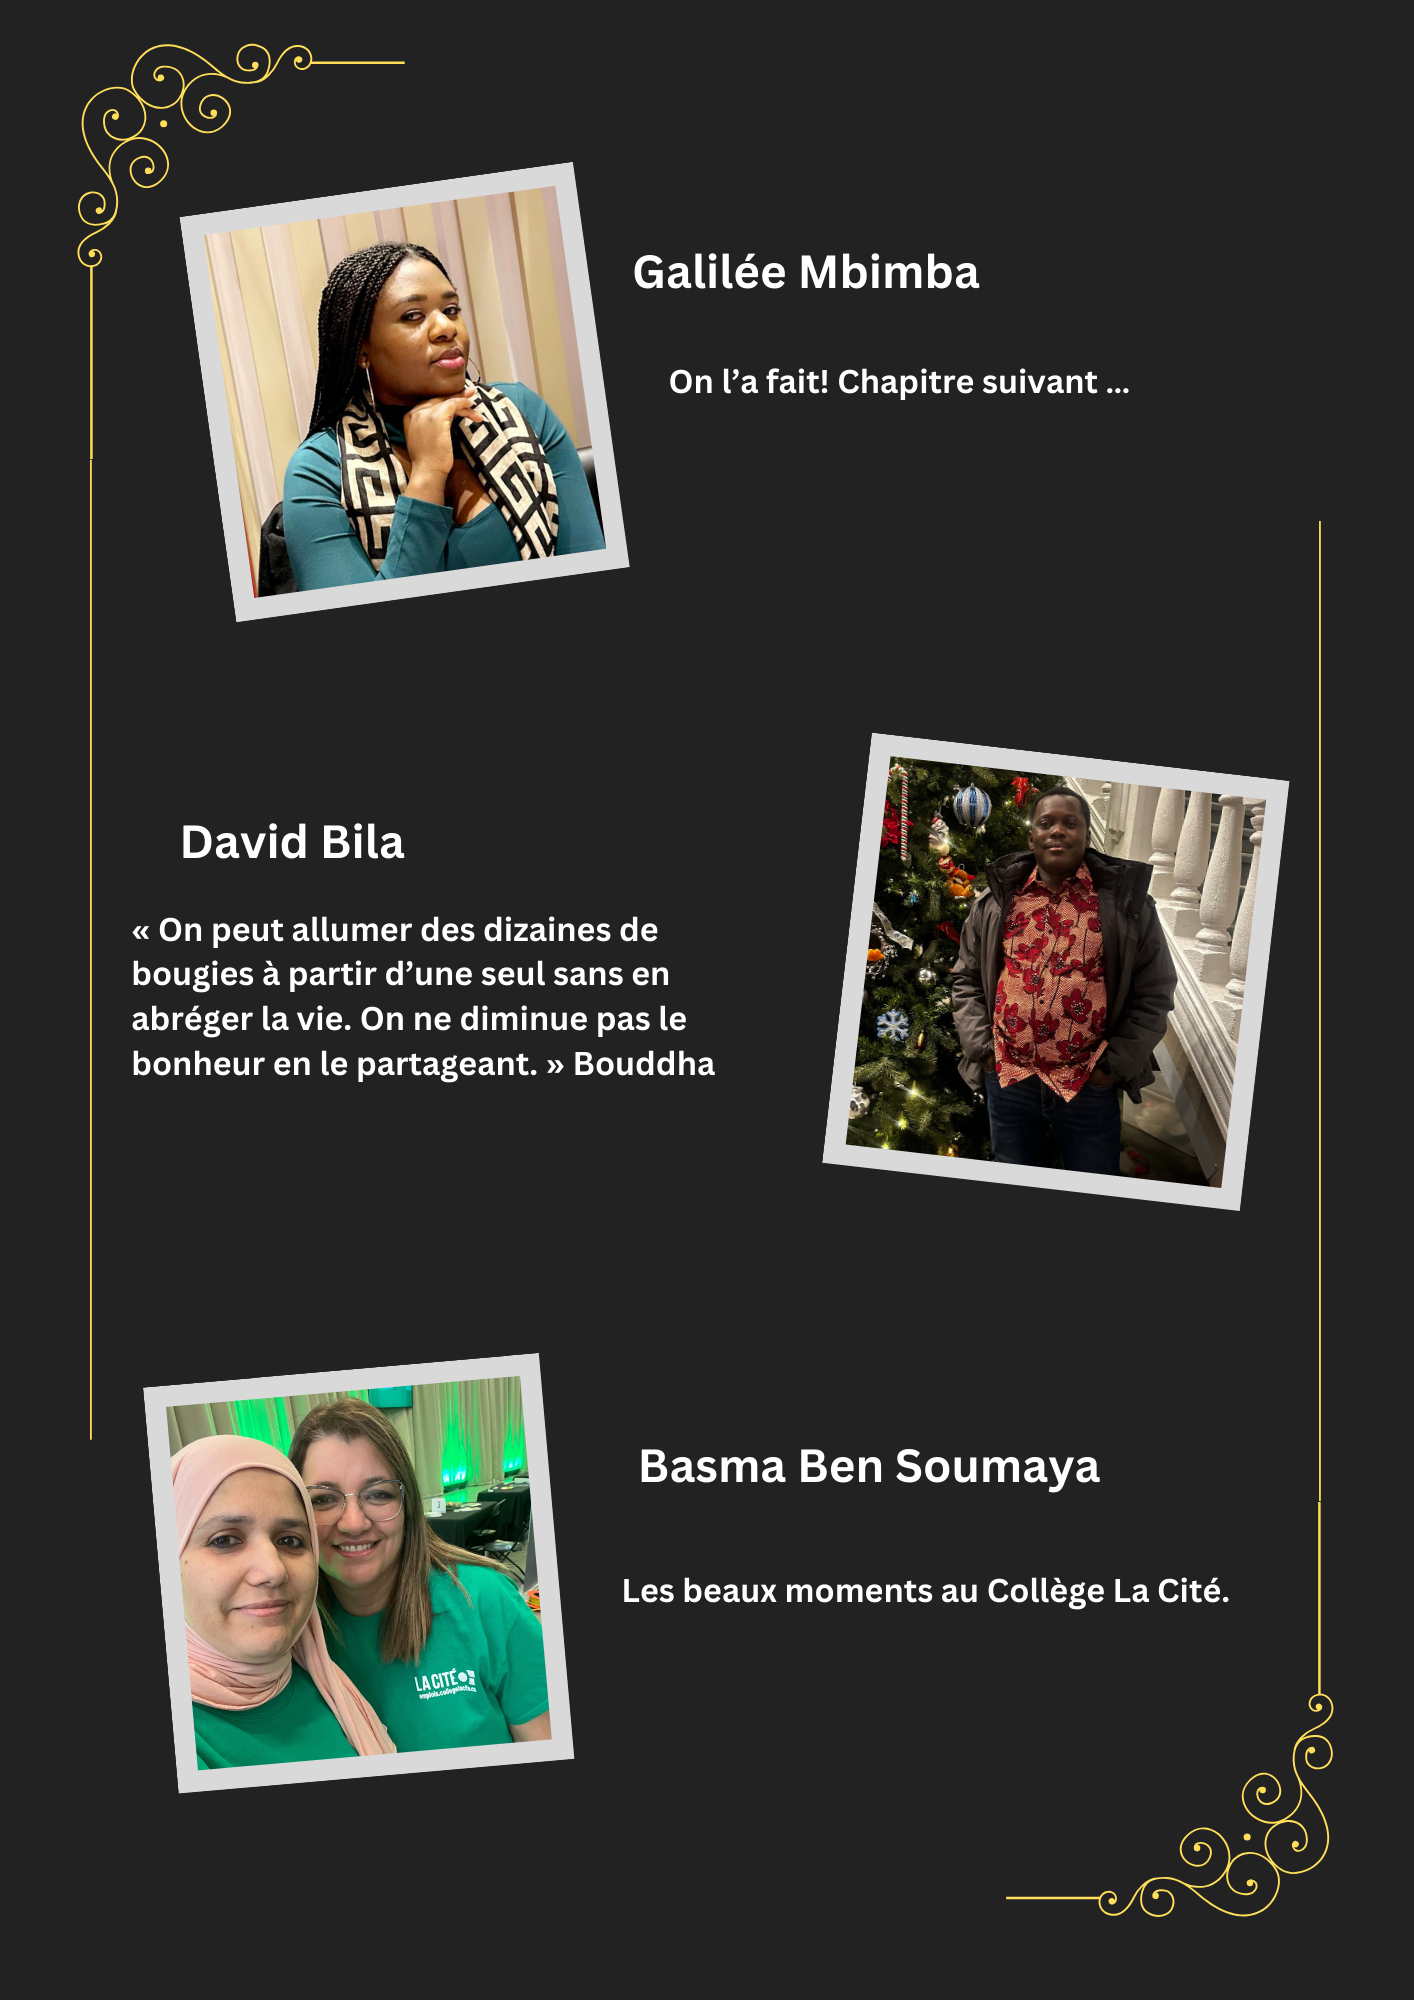 Galilée Mbimba
On l’a fait! Chapitre suivant ...
David Bila
« On peut allumer des dizaines de
bougies à partir d’une seul sans en
abréger la vie. On ne diminue pas le
bonheur en le partageant. » Bouddha
Basma Ben Soumaya
Les beaux moments au Collège La Cité.
3
LA CITÉ